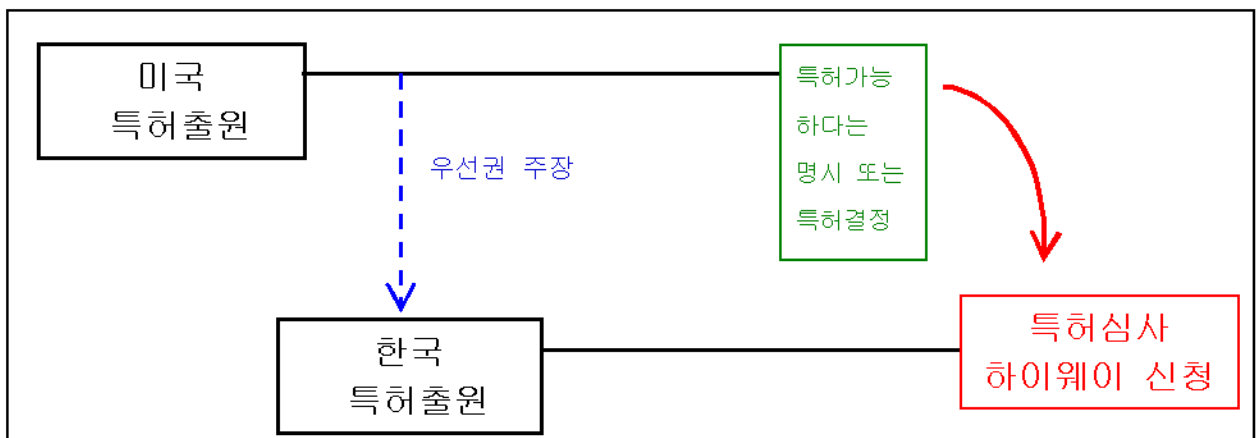 미국
특허출원
특허가능
하다는
명시 또는
특허결정
우선권 주장
한국
특허출원
특허심사
하이웨이 신청